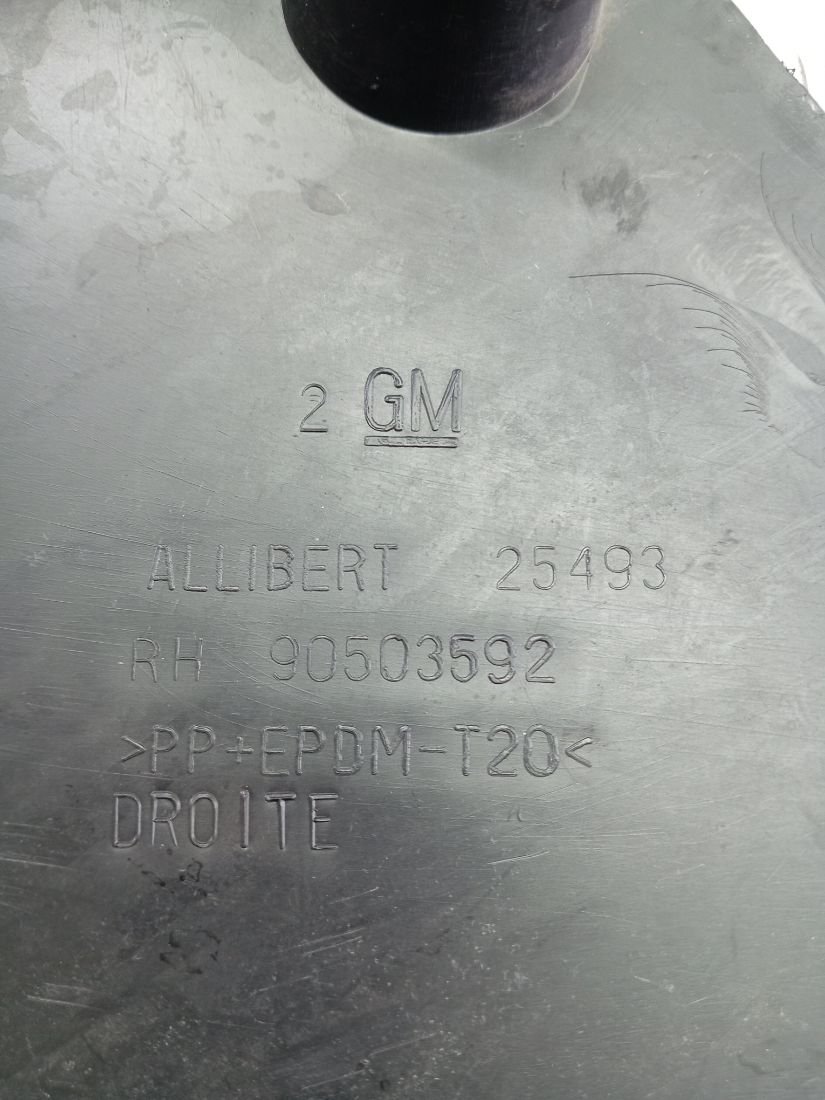 2 GM
ALLIBERT 25493
RH 90503592
>PP+EPDM-T20<
DROITE